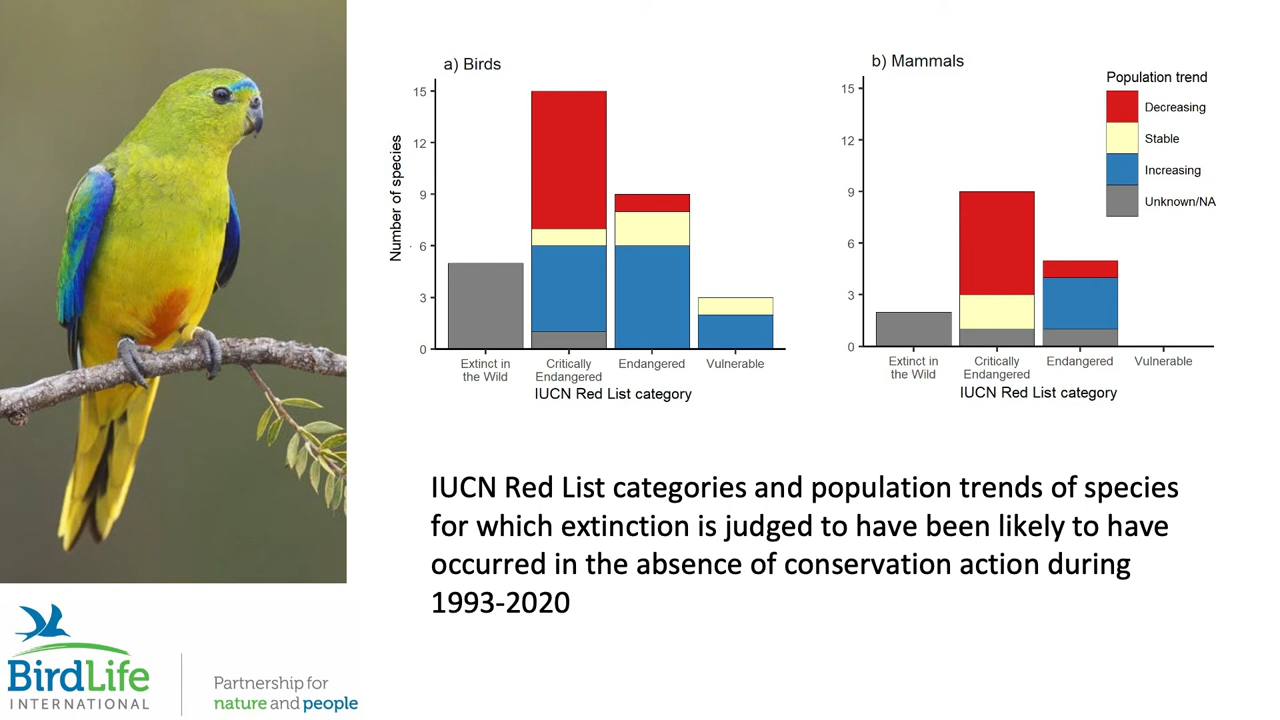 a) Birds
15
12
9
6
3
0
Number of species
Extinct in
the Wild
Critically
Endangered
Endangered
Vulnerable
IUCN Red List category
b) Mammals
15
12
9
6
3
0
Extinct in
the Wild
Critically
Endangered
Endangered
Vulnerable
IUCN Red List category
Population trend
Decreasing
Stable
Increasing
Unknown/NA
IUCN Red List categories and population trends of species
for which extinction is judged to have been likely to have
occurred in the absence of conservation action during
1993-2020
BirdLife
INTERNATIONAL
Partnership for
nature and people